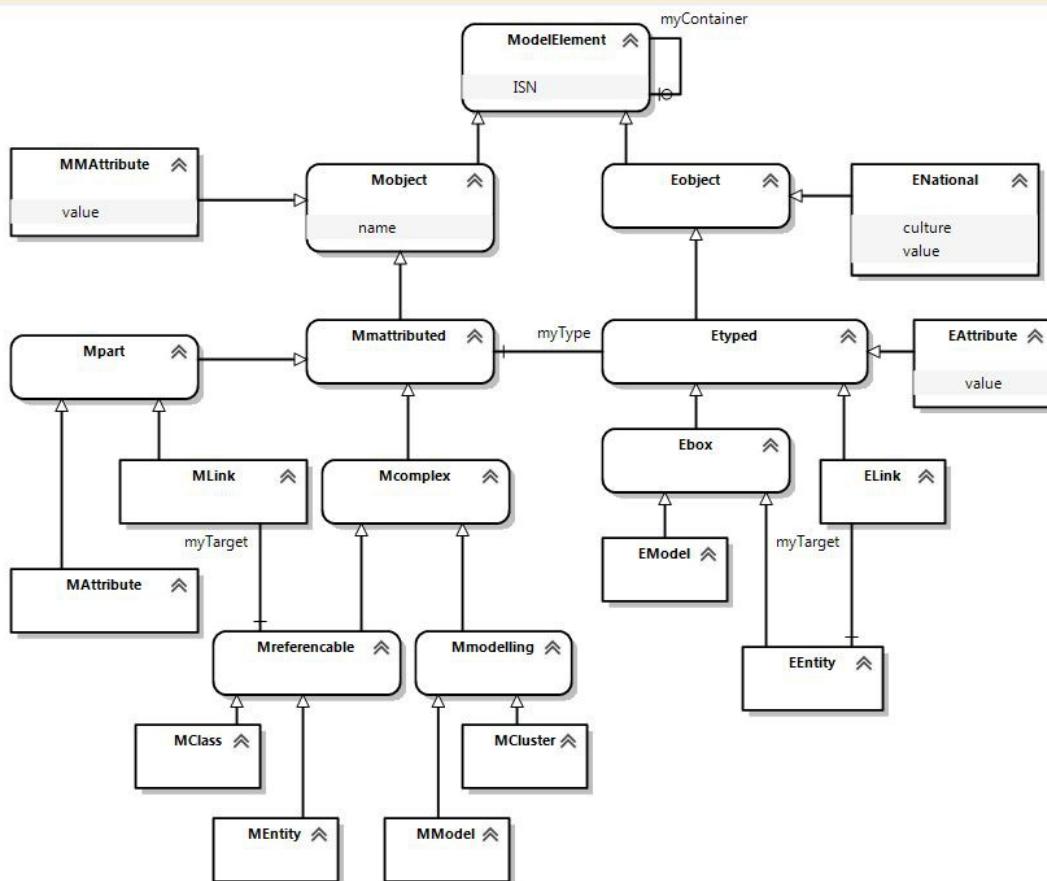 myContainer
ModelElement
ISN
MMAttribute
value
Mobject
name
Eobject
ENational
culture
value
Mpart
Mmattributed
myType
Etyped
EAttribute
value
MLink
Mcomplex
Ebox
ELink
myTarget
myTarget
EModel
MAttribute
Mreferencable
Mmodelling
EEntity
MClass
MCluster
MEntity
MModel